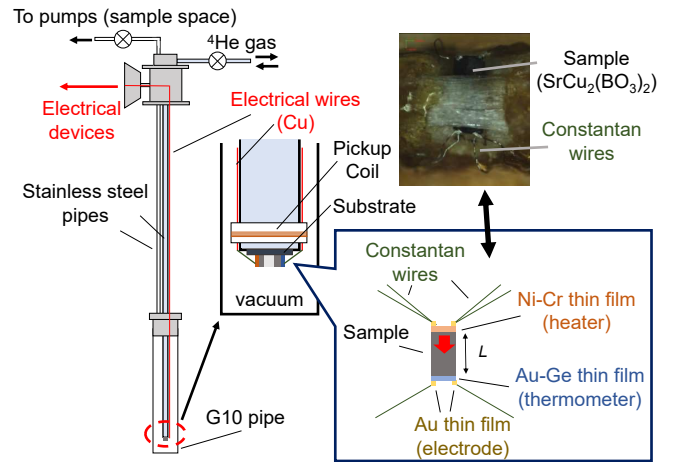 To pumps (sample space)
⁴He gas
Electrical
devices
Electrical wires
(Cu)
Stainless steel
pipes
Pickup
Coil
Substrate
vacuum
G10 pipe
Sample
(SrCu₂(BO₃)₂)
Constantan
wires
Constantan
wires
Ni-Cr thin film
(heater)
Sample
L
Au-Ge thin film
(thermometer)
Au thin film
(electrode)